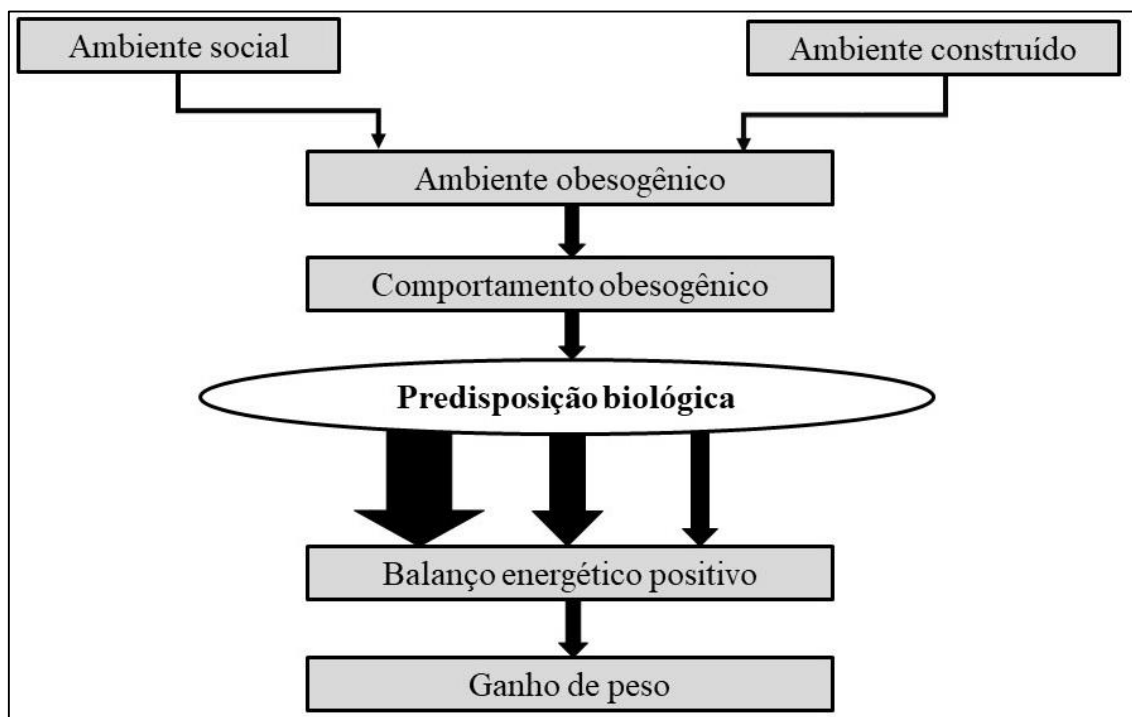 Ambiente social
Ambiente construído
Ambiente obesogênico
Comportamento obesogênico
Predisposição biológica
Balanço energético positivo
Ganho de peso